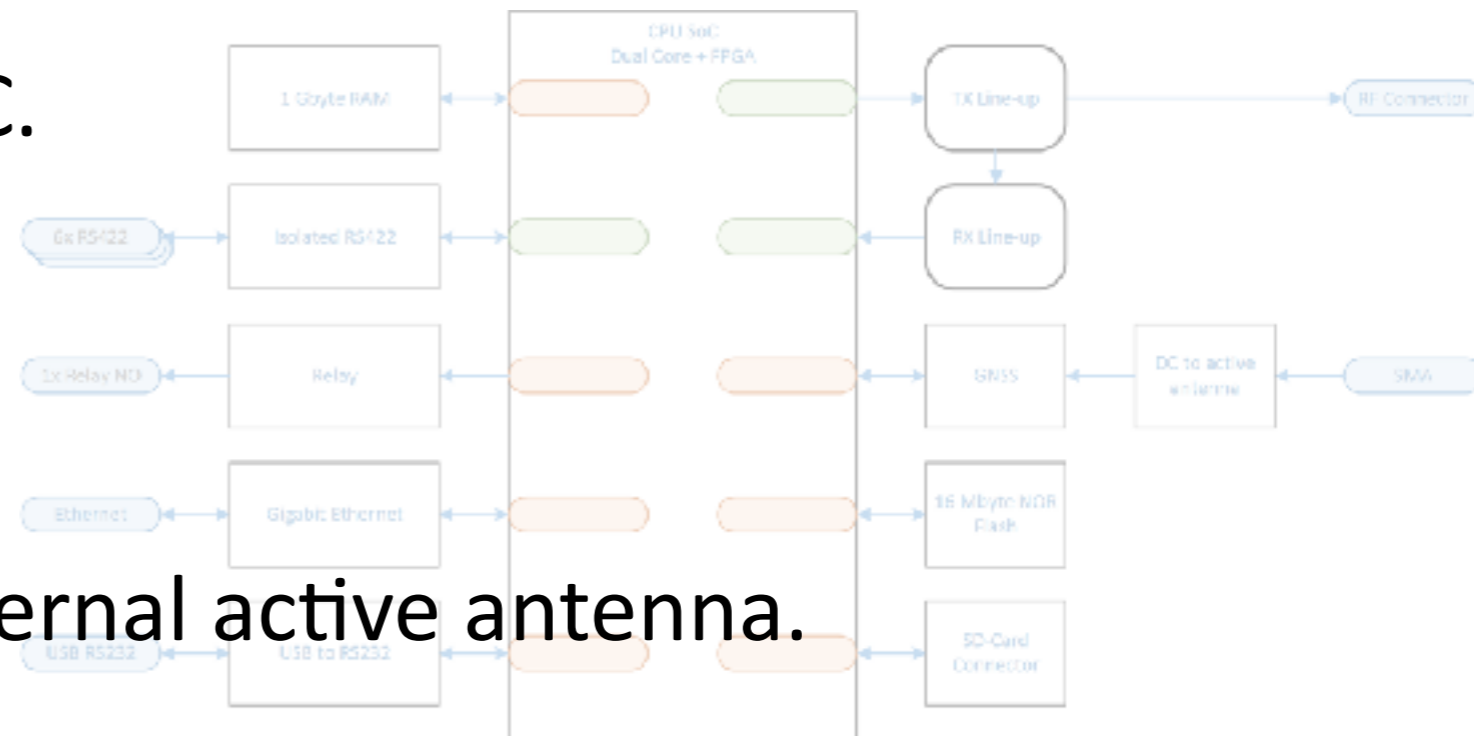 CPU SoC
Dual Core + FPGA
C.
1 Gbyte RAM
TX Line-up
RF Connector
6x RS422
Isolated RS422
RX Line-up
1x Relay NO
Relay
GNSS
DC to active
antenna
SMA
Ethernet
Gigabit Ethernet
16 Mbyte NOR
Flash
ernal active antenna.
USB RS232
USB to RS232
SD-Card
Connector